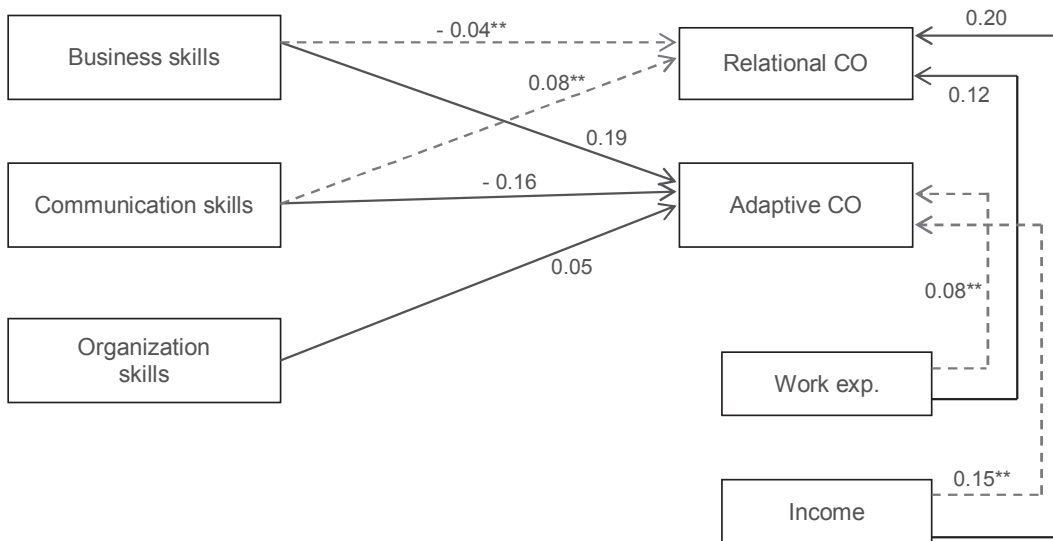 Business skills
- 0.04**
Relational CO
0.20
0.08**
0.12
0.19
Communication skills
- 0.16
Adaptive CO
0.05
0.08**
Organization
skills
Work exp.
0.15**
Income